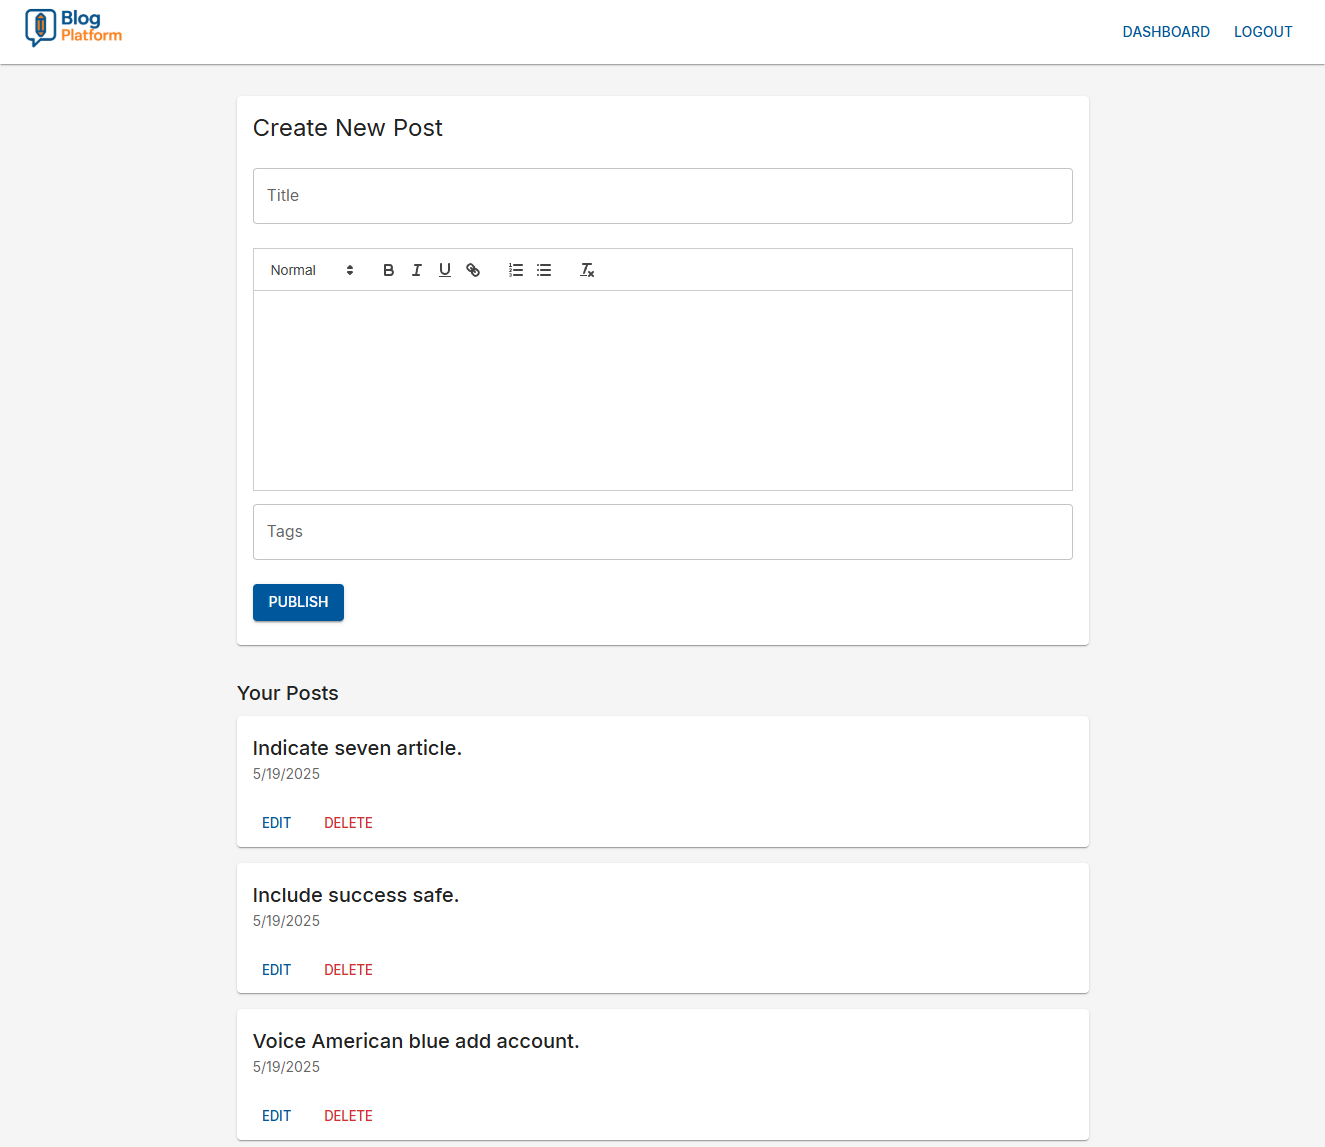 Blog
Platform
DASHBOARD LOGOUT
Create New Post
Title
Normal
Tags
PUBLISH
Your Posts
Indicate seven article.
5/19/2025
EDIT DELETE
Include success safe.
5/19/2025
EDIT DELETE
Voice American blue add account.
5/19/2025
EDIT DELETE